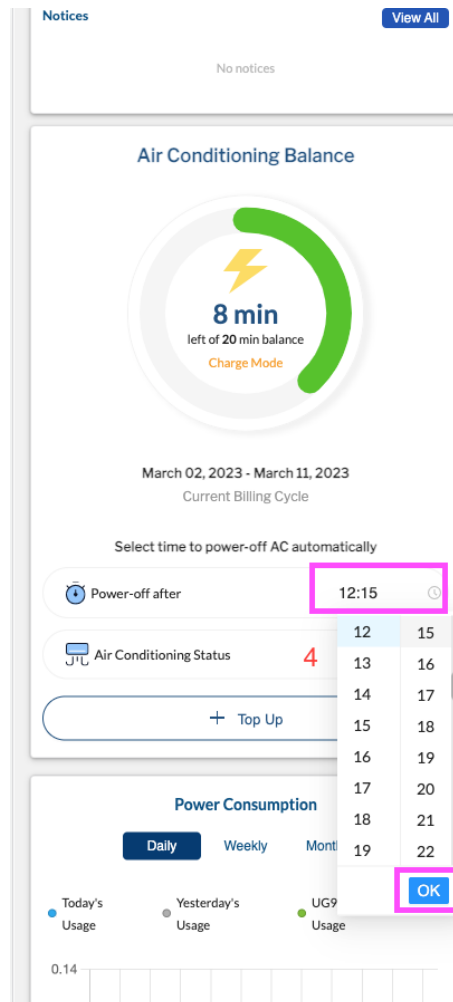 Notices
View All
No notices
Air Conditioning Balance
8 min
left of 20 min balance
Charge Mode
March 02, 2023 - March 11, 2023
Current Billing Cycle
Select time to power-off AC automatically
Power-off after
12:15
Air Conditioning Status
4
12 15
13 16
14 17
15 18
16 19
17 20
18 21
19 22
OK
+ Top Up
Power Consumption
Daily Weekly Mont
Today's Usage
Yesterday's Usage
UG9 Usage
0.14